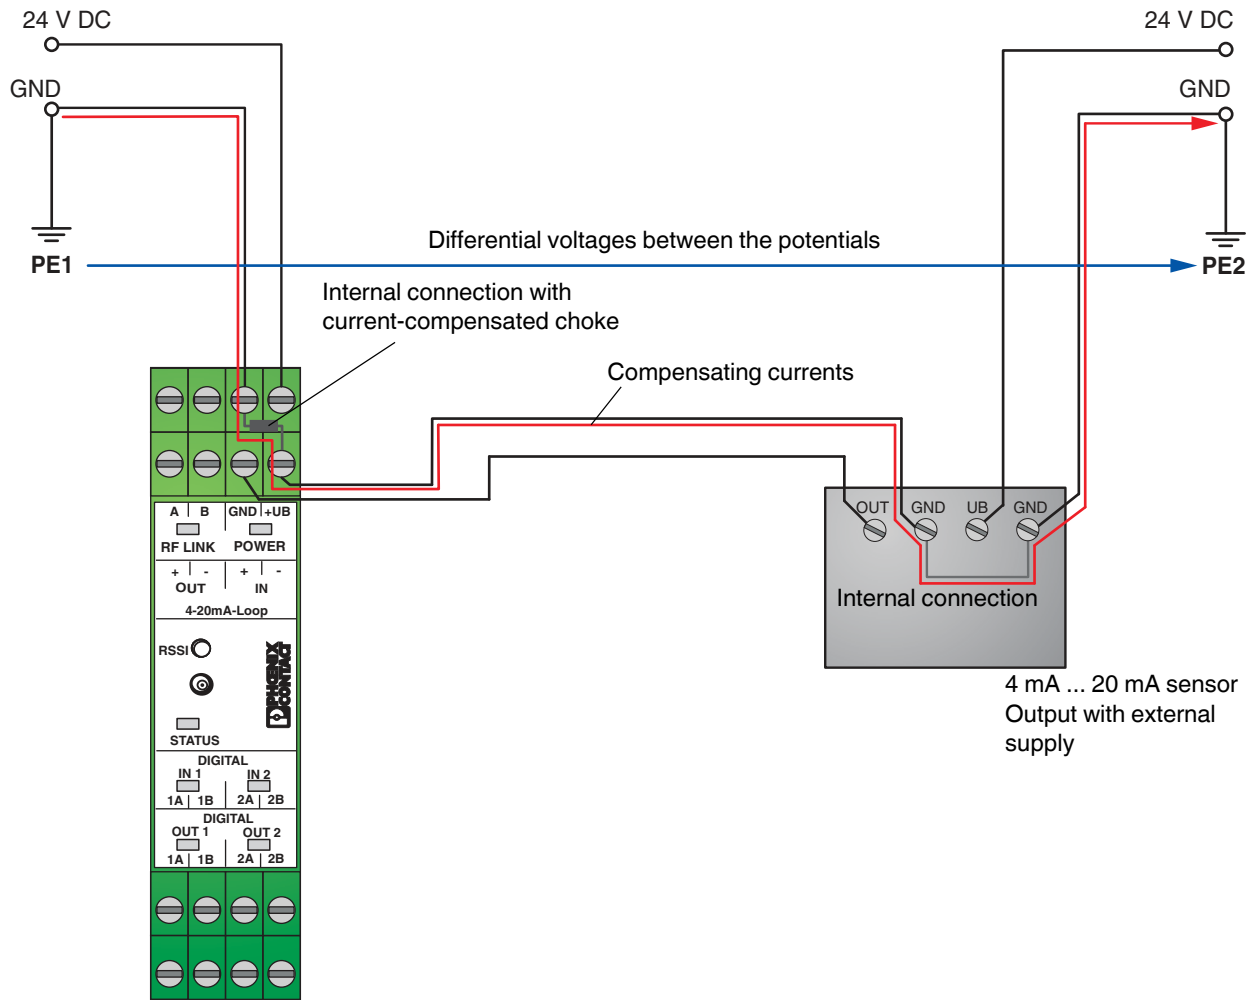 24 V DC
24 V DC
GND
GND
Differential voltages between the potentials
PE1
PE2
Internal connection with
current-compensated choke
Compensating currents
A B GND +UB
RF LINK POWER
+ - + -
OUT IN
4-20mA-Loop
RSSI
PHŒNIX
CONTACT
STATUS
DIGITAL
IN 1 IN 2
1A 1B 2A 2B
DIGITAL
OUT 1 OUT 2
1A 1B 2A 2B
OUT GND UB GND
Internal connection
4 mA ... 20 mA sensor
Output with external
supply